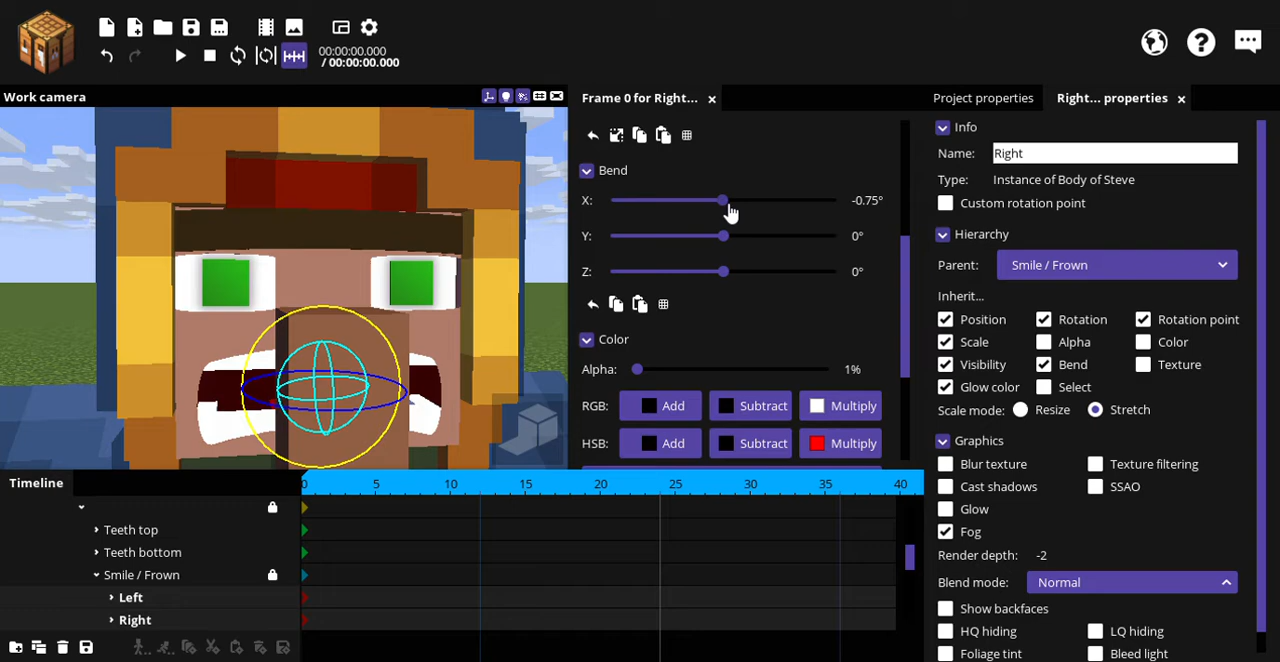 00:00:00.000
/ 00:00:00.000
Work camera
Frame 0 for Right...
Bend
X: -0.75°
Y: 0°
Z: 0°
Color
Alpha: 1%
RGB: Add Subtract Multiply
HSB: Add Subtract Multiply
Project properties Right... properties
Info
Name: Right
Type: Instance of Body of Steve
Custom rotation point
Hierarchy
Parent: Smile / Frown
Inherit...
Position Rotation Rotation point
Scale Alpha Color
Visibility Bend Texture
Glow color Select
Scale mode: Resize Stretch
Graphics
Blur texture Texture filtering
Cast shadows SSAO
Glow
Fog
Render depth: -2
Blend mode: Normal
Show backfaces
HQ hiding LQ hiding
Foliage tint Bleed light
Timeline
0 5 10 15 20 25 30 35 40
Teeth top
Teeth bottom
Smile / Frown
Left
Right